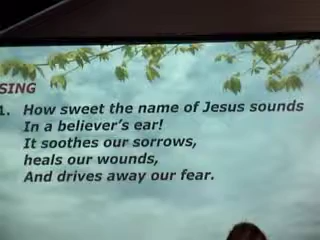 SING
1. How sweet the name of Jesus sounds
In a believer's ear!
It soothes our sorrows,
heals our wounds,
And drives away our fear.